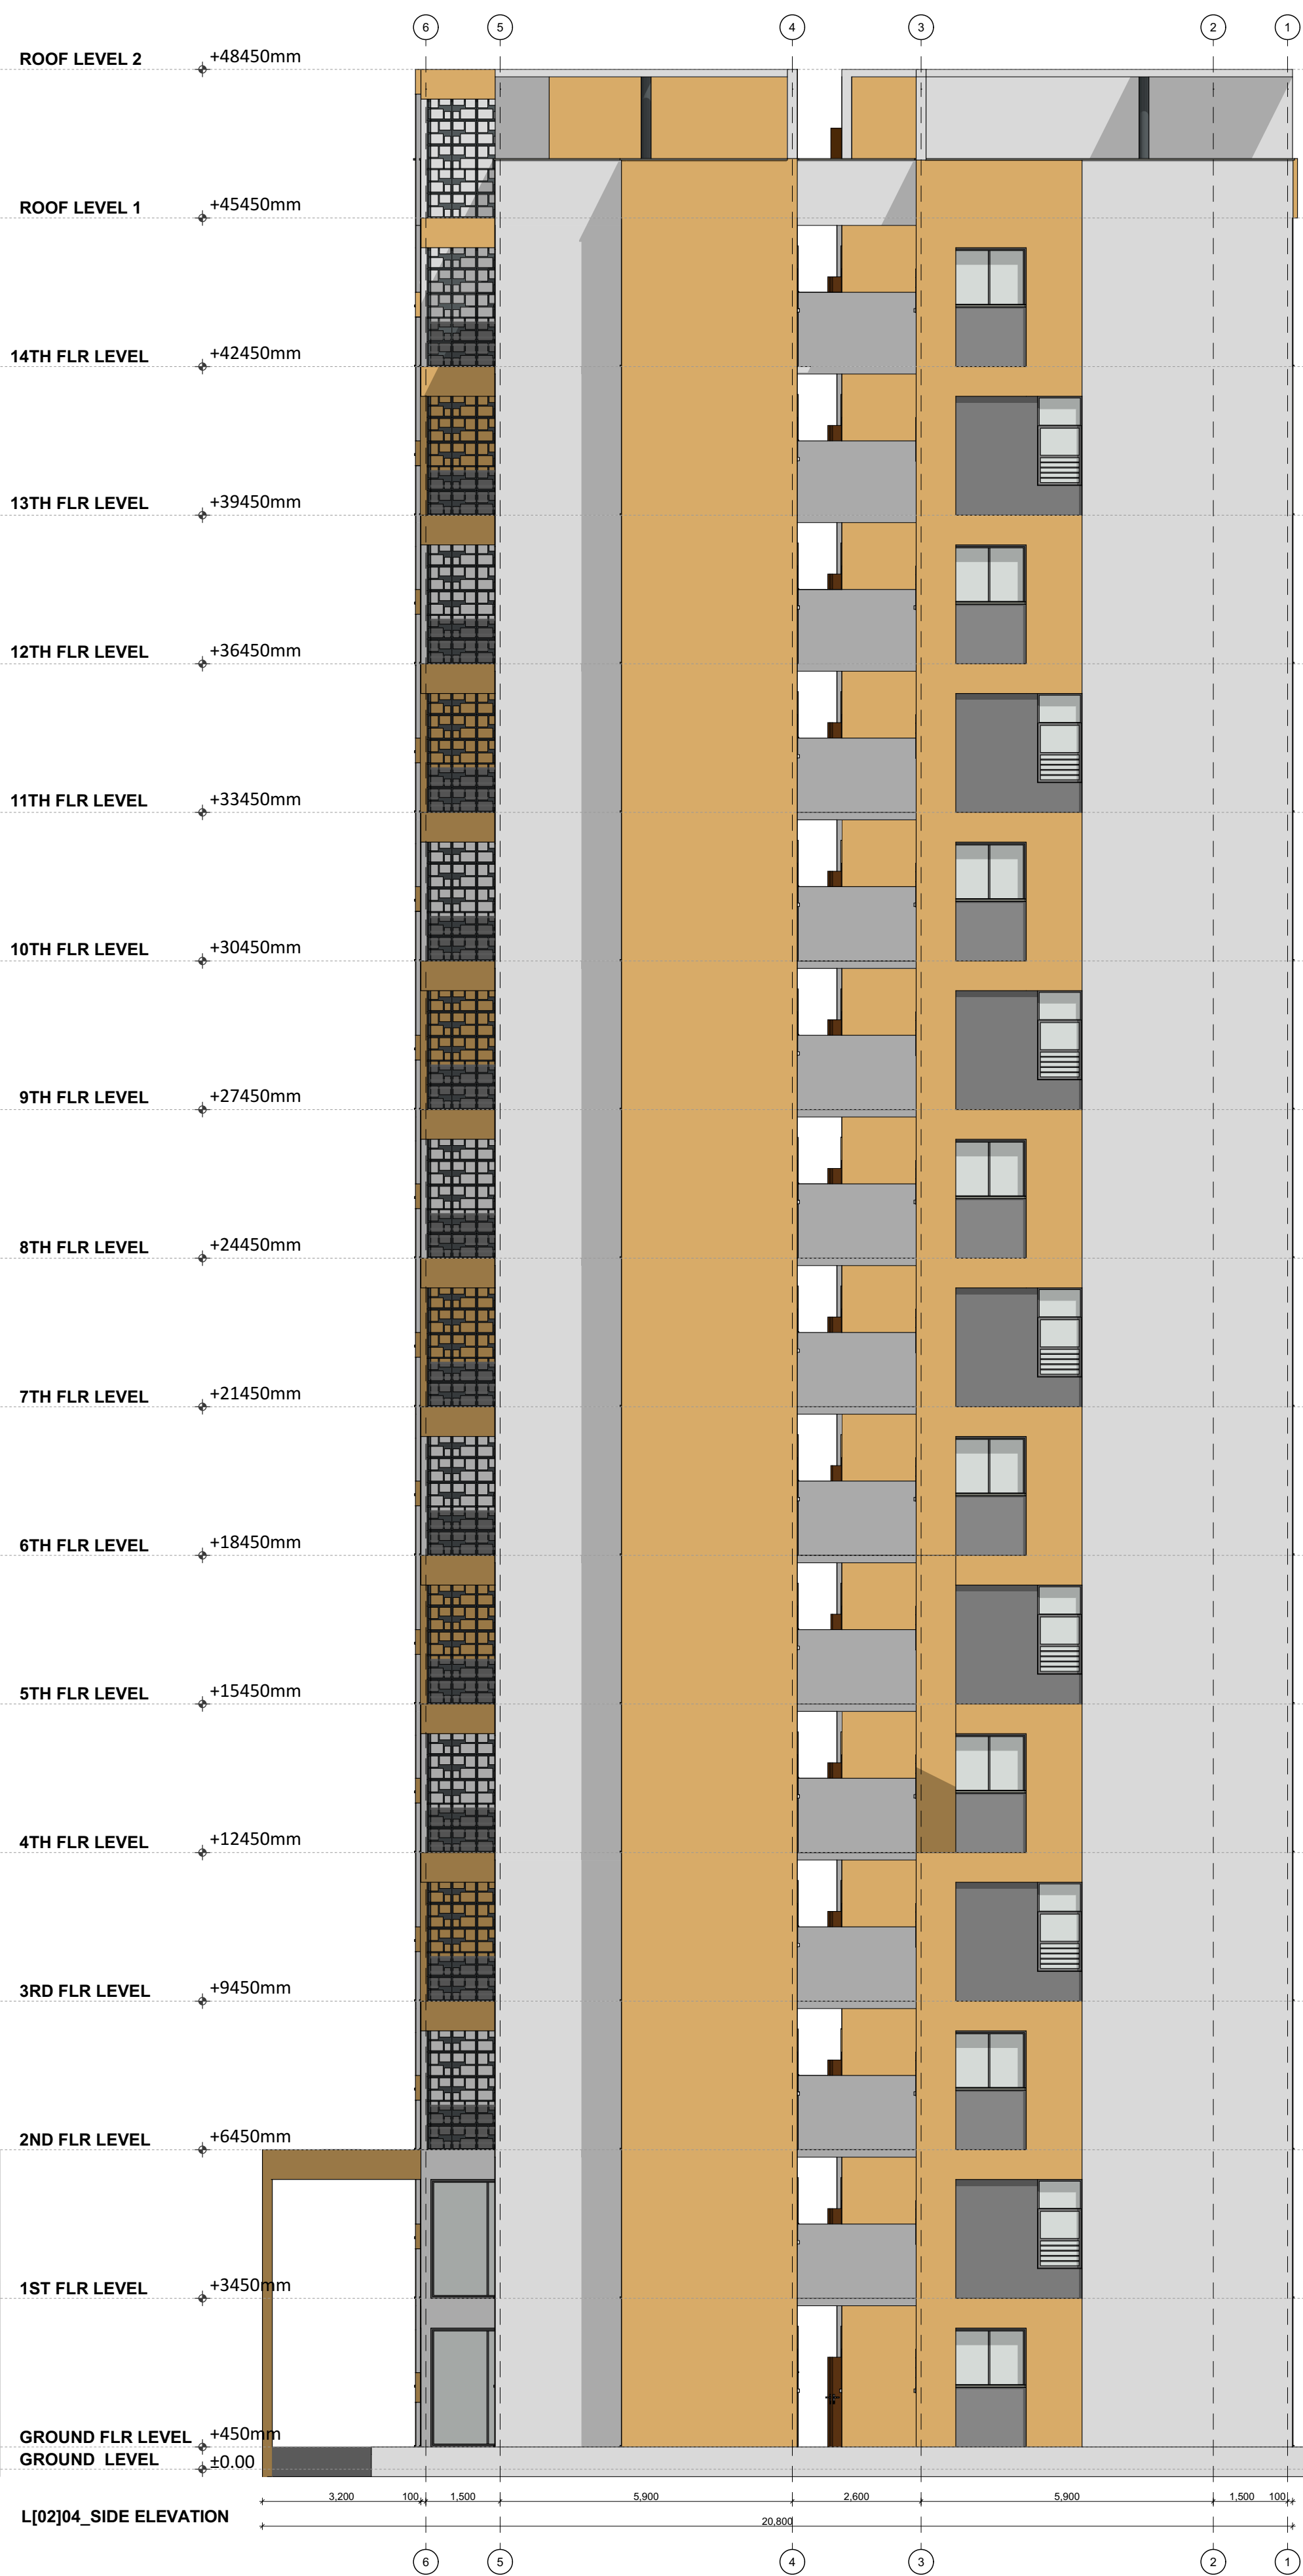 6 5 4 3 2 1
ROOF LEVEL 2 +48450mm
ROOF LEVEL 1 +45450mm
14TH FLR LEVEL +42450mm
13TH FLR LEVEL +39450mm
12TH FLR LEVEL +36450mm
11TH FLR LEVEL +33450mm
10TH FLR LEVEL +30450mm
9TH FLR LEVEL +27450mm
8TH FLR LEVEL +24450mm
7TH FLR LEVEL +21450mm
6TH FLR LEVEL +18450mm
5TH FLR LEVEL +15450mm
4TH FLR LEVEL +12450mm
3RD FLR LEVEL +9450mm
2ND FLR LEVEL +6450mm
1ST FLR LEVEL +3450mm
GROUND FLR LEVEL +450mm
GROUND LEVEL ±0.00
3,200 100 1,500 5,900 2,600 5,900 1,500 100
L[02]04_SIDE ELEVATION
20,800
6 5 4 3 2 1